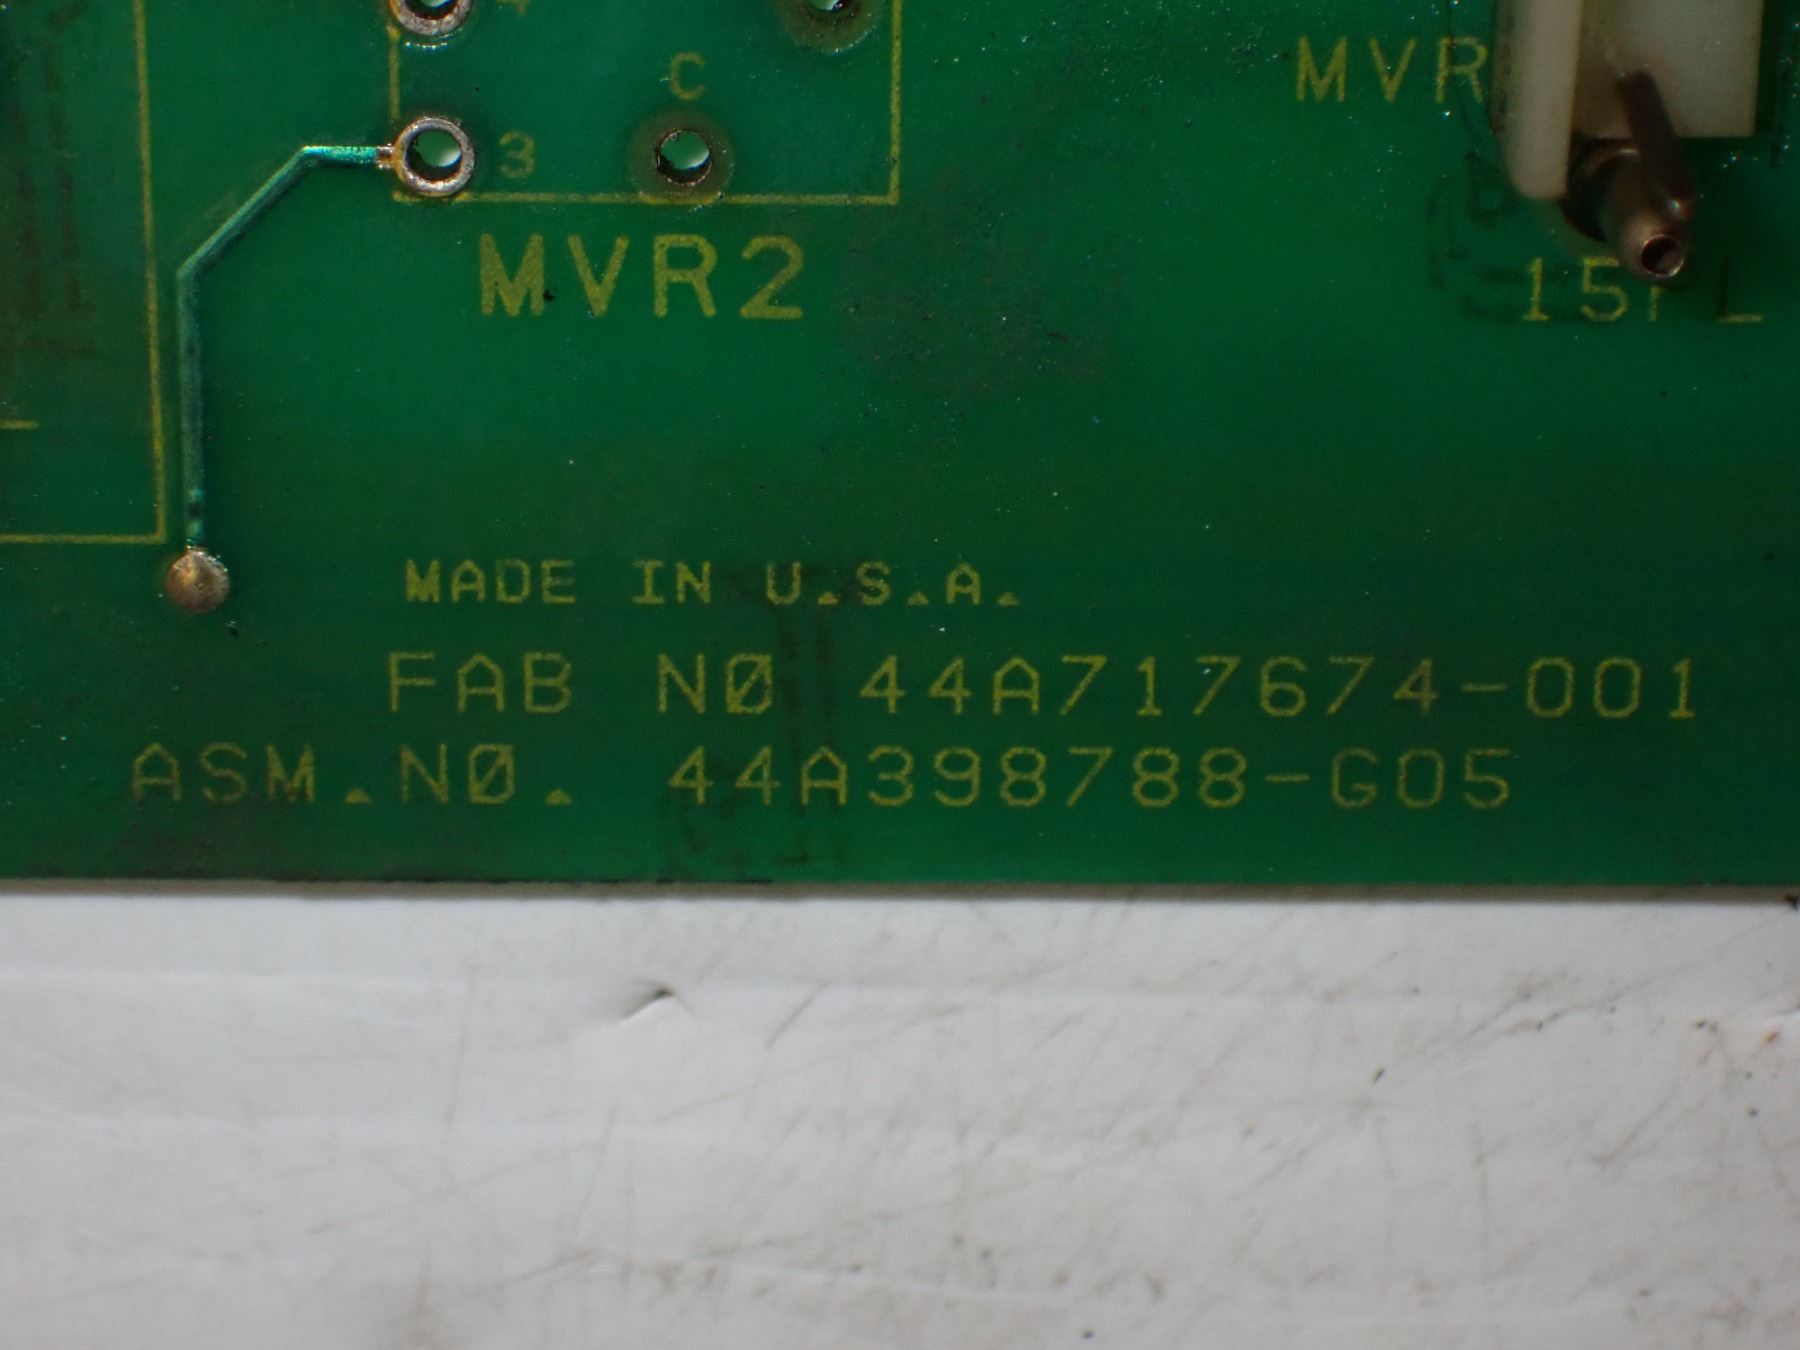 C
MVR
3
MVR2
MADE IN U.S.A.
FAB NØ 44A717674-001
ASM.NØ. 44A398788-G05